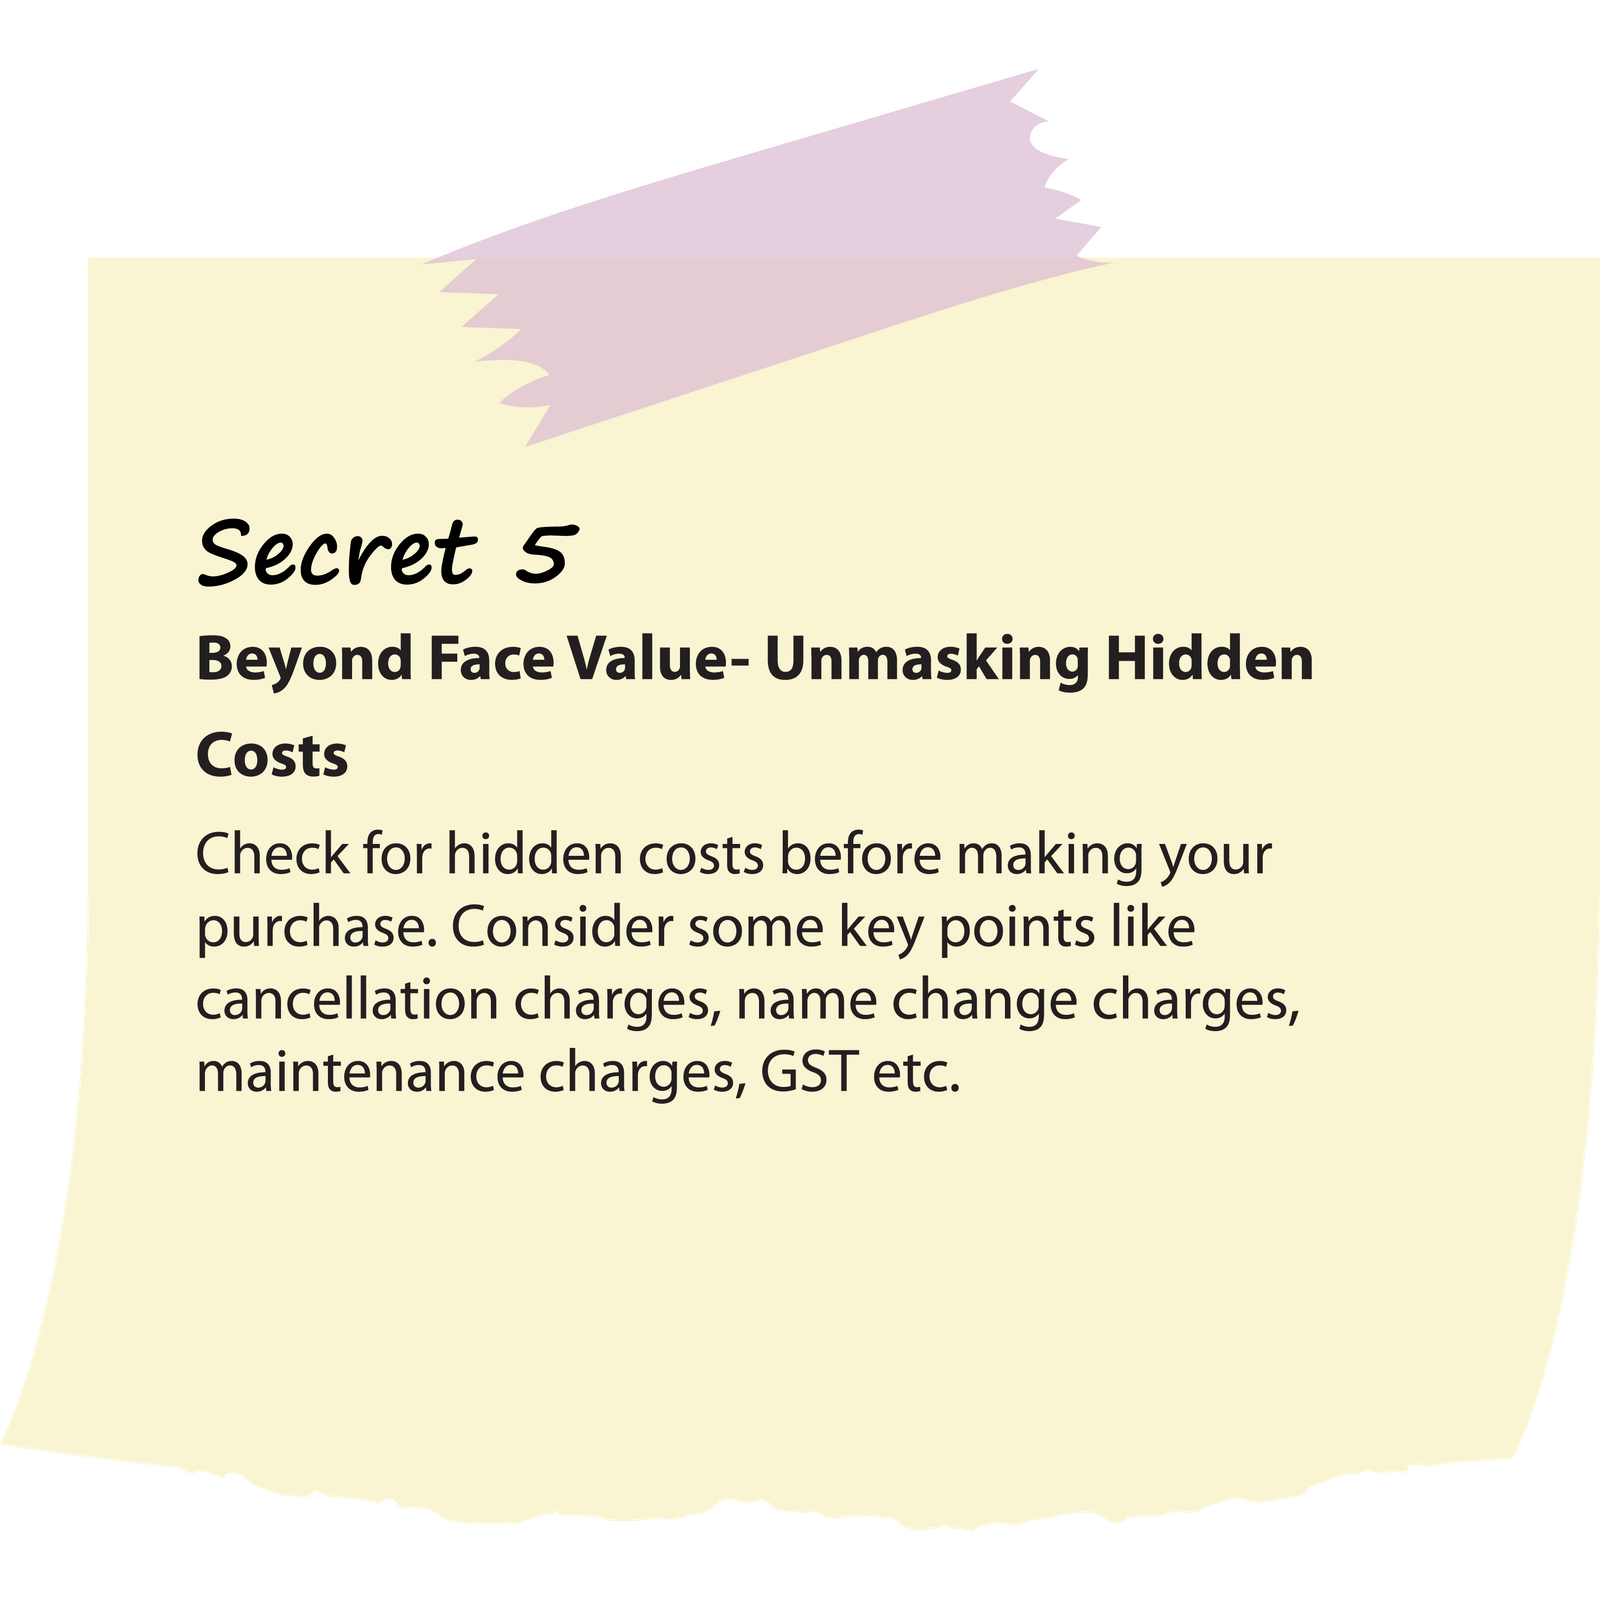 Secret 5
Beyond Face Value- Unmasking Hidden
Costs
Check for hidden costs before making your
purchase. Consider some key points like
cancellation charges, name change charges,
maintenance charges, GST etc.